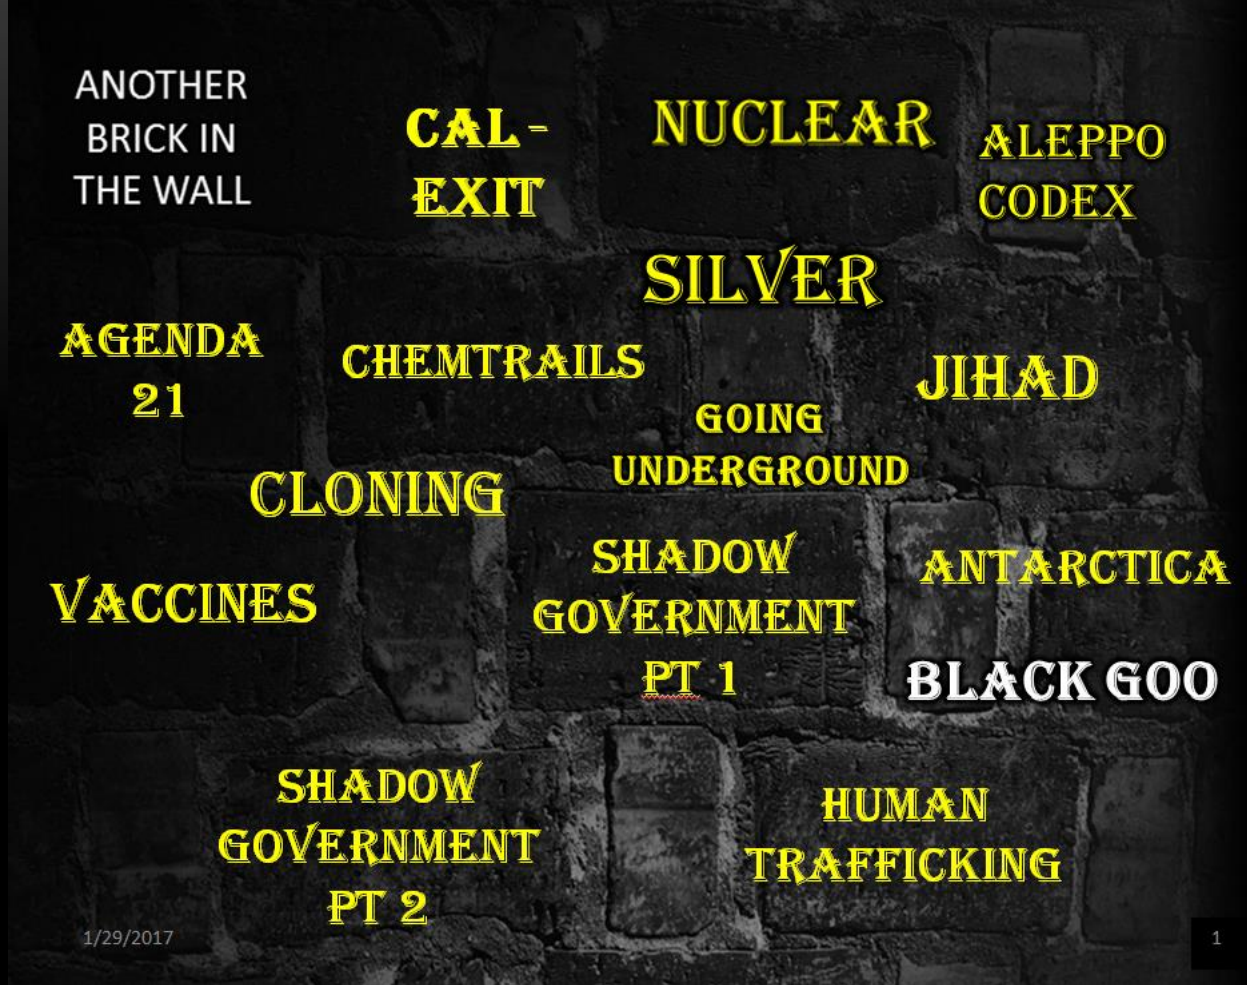 ANOTHER
BRICK IN
THE WALL
CAL-
EXIT
NUCLEAR
ALEPPO
CODEX
SILVER
AGENDA
21
CHEMTRAILS
JIHAD
GOING
UNDERGROUND
CLONING
SHADOW
GOVERNMENT
PT 1
ANTARCTICA
VACCINES
BLACK GOO
SHADOW
GOVERNMENT
PT 2
HUMAN
TRAFFICKING
1/29/2017
1